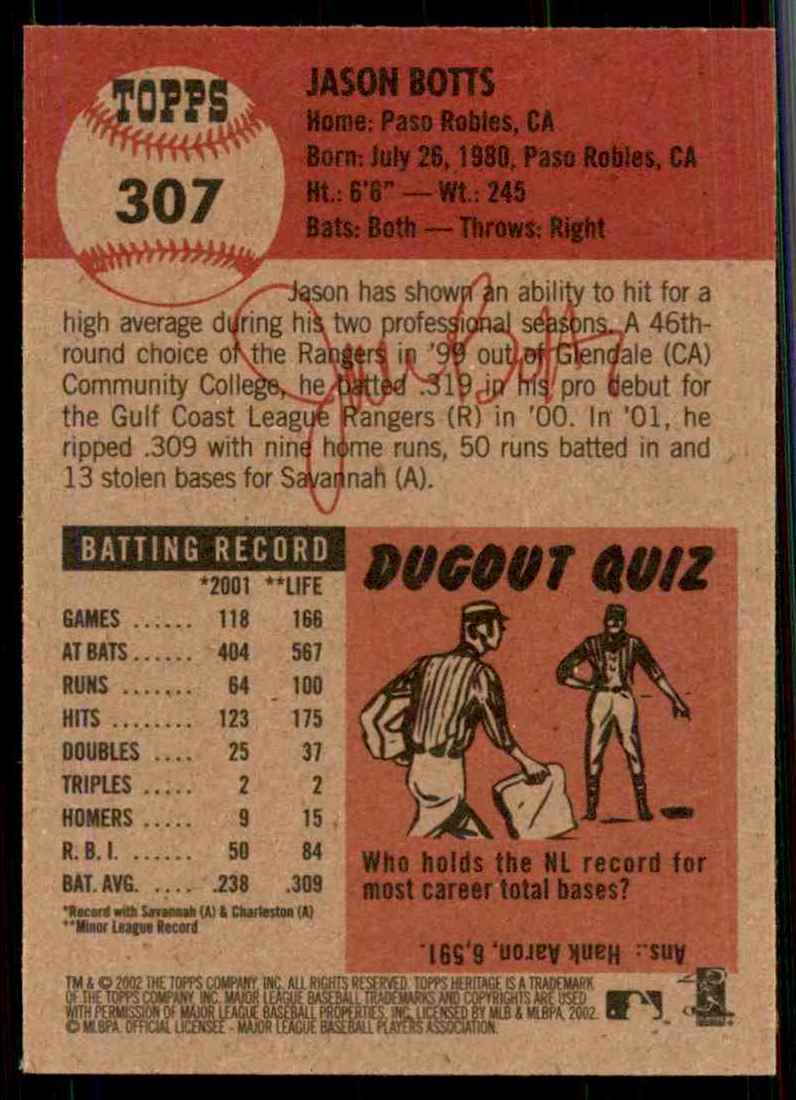 TOPPS
307
JASON BOTTS
Home: Paso Robles, CA
Born: July 26, 1980, Paso Robles, CA
Ht.: 6'6" — Wt.: 245
Bats: Both — Throws: Right
Jason has shown an ability to hit for a
high average during his two professional seasons. A 46th-
round choice of the Rangers in '99 out of Glendale (CA)
Community College, he batted .319 in his pro debut for
the Gulf Coast League Rangers (R) in '00. In '01, he
ripped .309 with nine home runs, 50 runs batted in and
13 stolen bases for Savannah (A).
BATTING RECORD
*2001 **LIFE
GAMES ...... 118 166
AT BATS ...... 404 567
RUNS ....... 64 100
HITS ........ 123 175
DOUBLES .... 25 37
TRIPLES ..... 2 2
HOMERS ..... 9 15
R. B. I. ...... 50 84
BAT. AVG. .... .238 .309
*Record with Savannah (A) & Charleston (A)
**Minor League Record
DUGOUT QUIZ
Who holds the NL record for
most career total bases?
Ans.: Hank Aaron, 6,591.
TM & © 2002 THE TOPPS COMPANY, INC. ALL RIGHTS RESERVED. TOPPS HERITAGE IS A TRADEMARK
OF THE TOPPS COMPANY, INC. MAJOR LEAGUE BASEBALL TRADEMARKS AND COPYRIGHTS ARE USED
WITH PERMISSION OF MAJOR LEAGUE BASEBALL PROPERTIES, INC. LICENSED BY MLB & MLBPA, 2002.
© MLBPA. OFFICIAL LICENSEE - MAJOR LEAGUE BASEBALL PLAYERS ASSOCIATION.